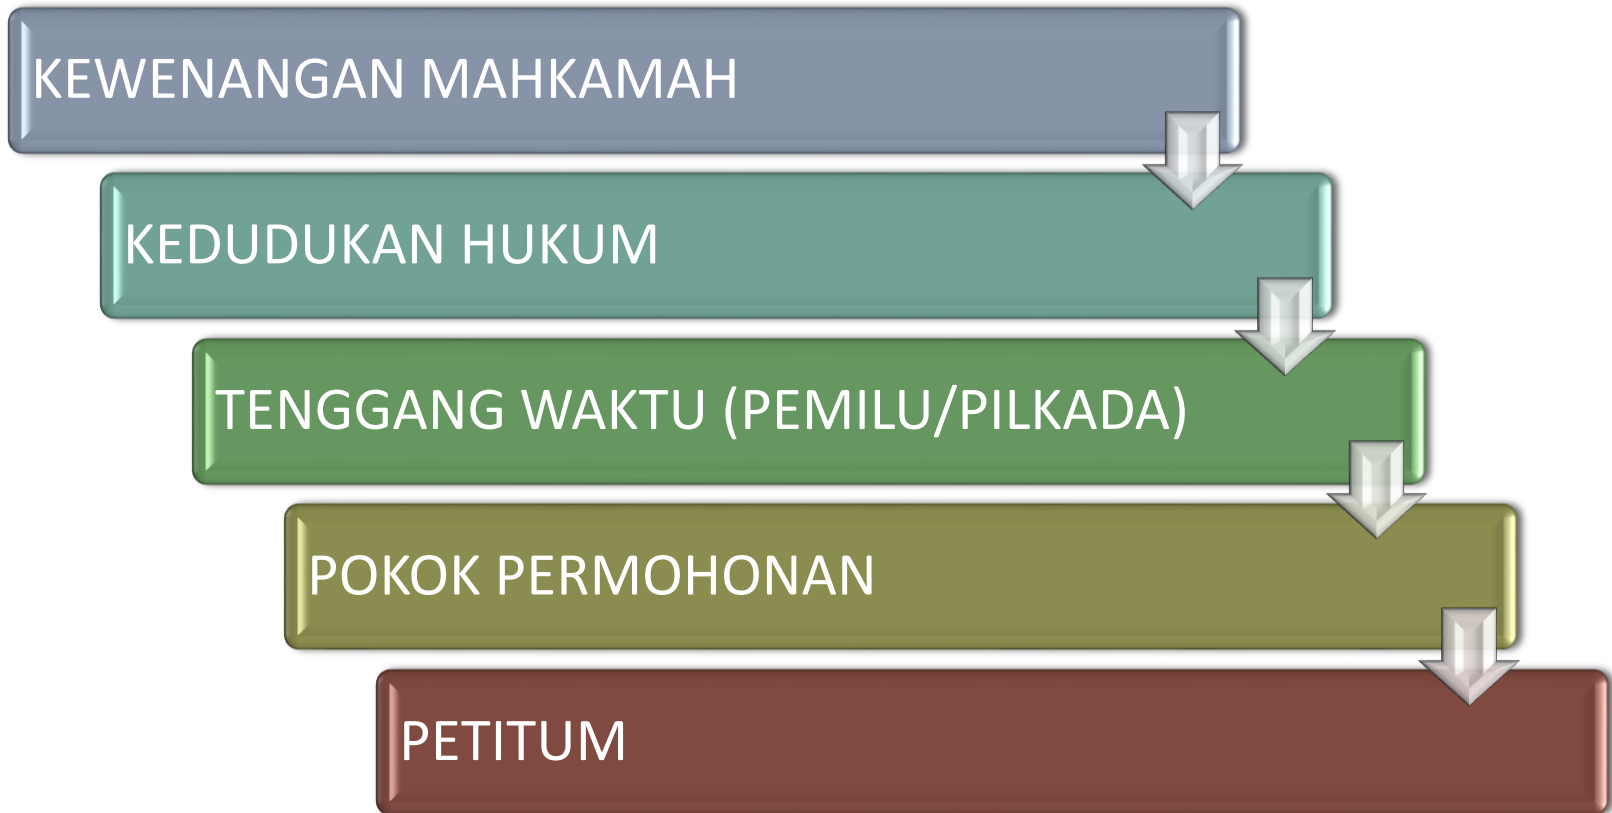 KEWENANGAN MAHKAMAH
KEDUDUKAN HUKUM
TENGGANG WAKTU (PEMILU/PILKADA)
POKOK PERMOHONAN
PETITUM